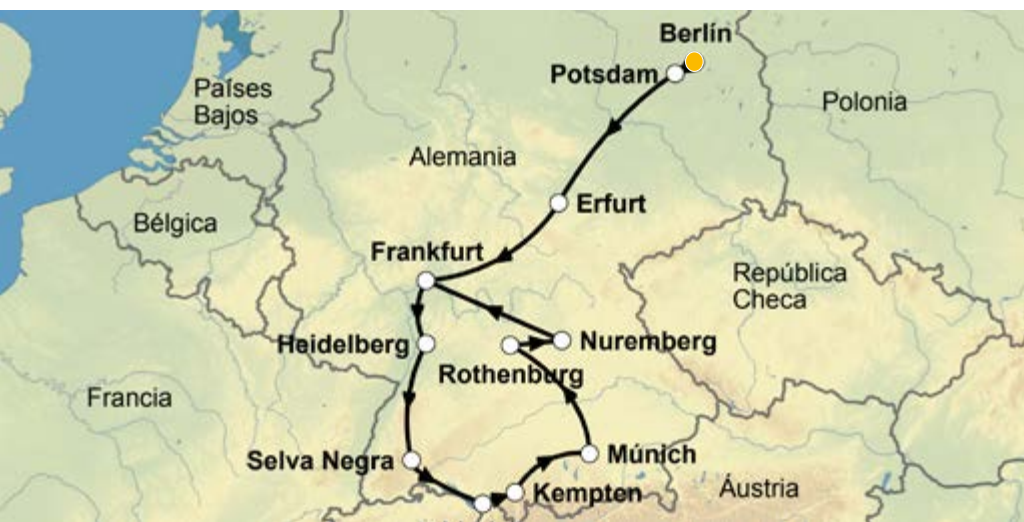 Berlín
Potsdam
Países
Bajos
Polonia
Alemania
Erfurt
Bélgica
Frankfurt
República
Checa
Heidelberg
Nuremberg
Rothenburg
Francia
Selva Negra
Múnich
Kempten
Áustria